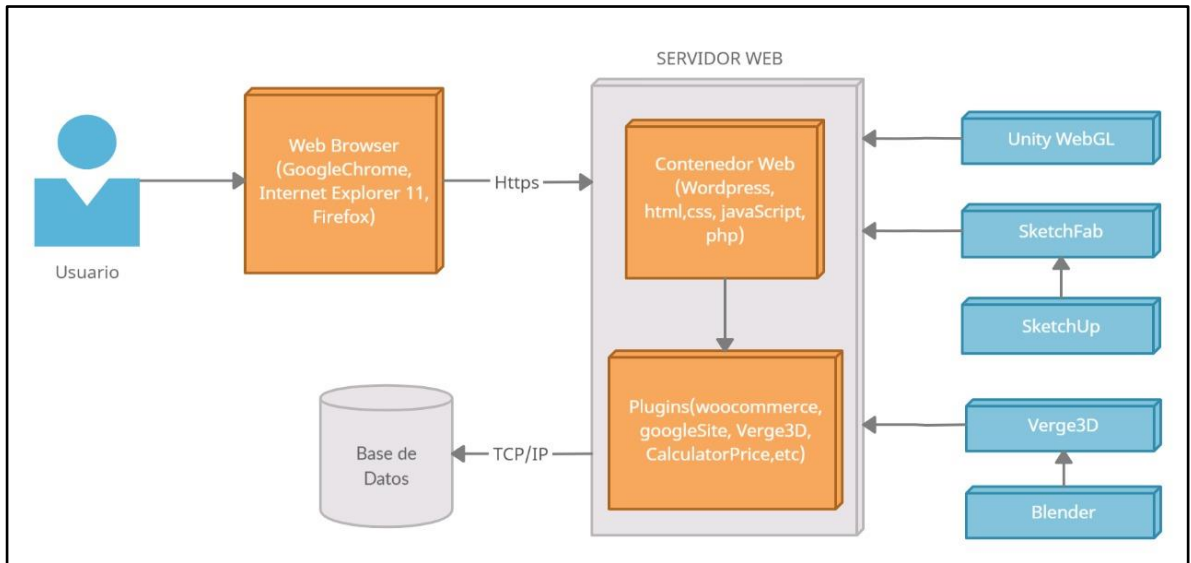 SERVIDOR WEB
Web Browser
(GoogleChrome,
Internet Explorer 11,
Firefox)
Https
Contenedor Web
(Wordpress,
html,css, javaScript,
php)
Unity WebGL
SketchFab
SketchUp
Usuario
Base de
Datos
TCP/IP
Plugins(woocommerce,
googleSite, Verge3D,
CalculatorPrice,etc)
Verge3D
Blender